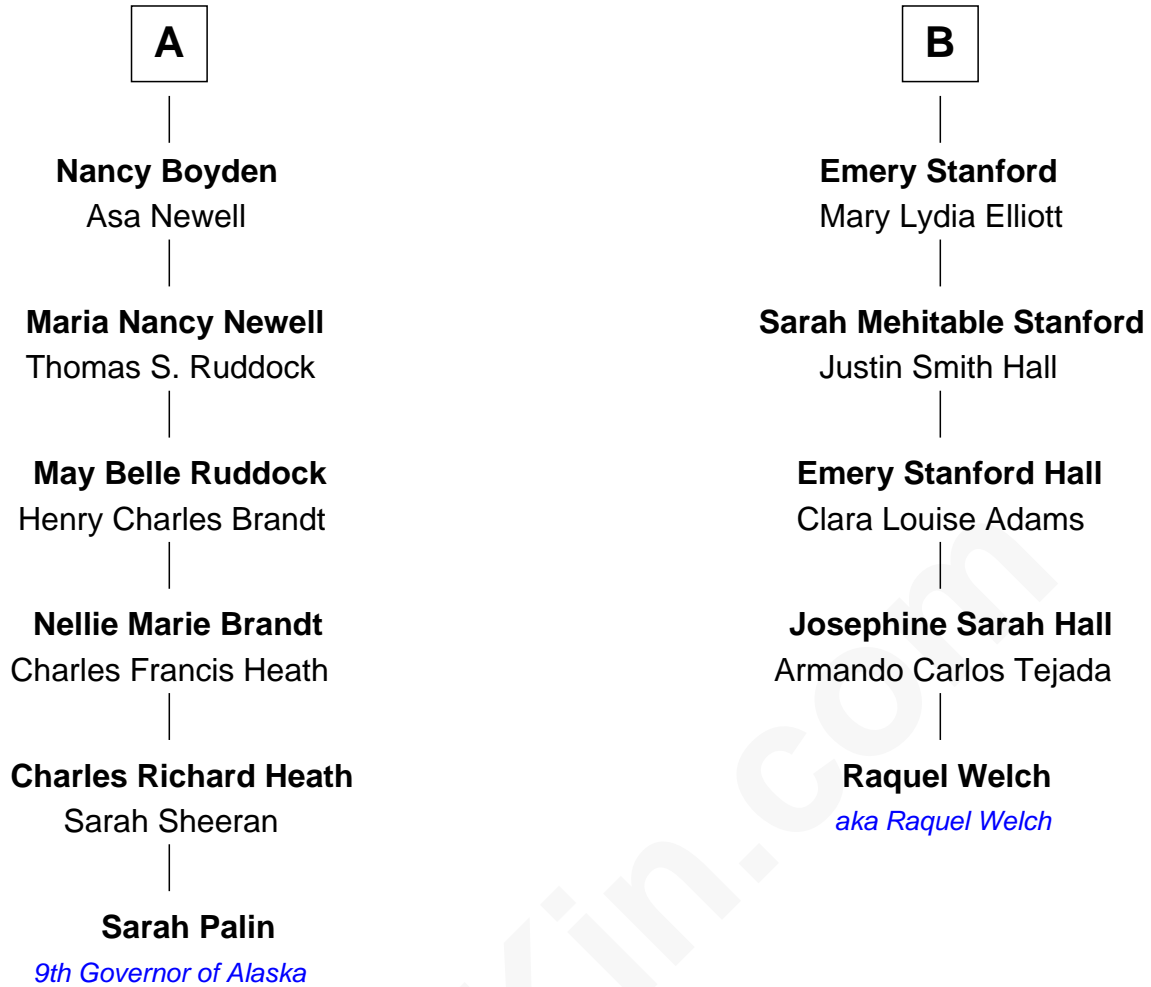 A
Nancy Boyden
Asa Newell
Maria Nancy Newell
Thomas S. Ruddock
May Belle Ruddock
Henry Charles Brandt
Nellie Marie Brandt
Charles Francis Heath
Charles Richard Heath
Sarah Sheeran
Sarah Palin
9th Governor of Alaska
B
Emery Stanford
Mary Lydia Elliott
Sarah Mehitable Stanford
Justin Smith Hall
Emery Stanford Hall
Clara Louise Adams
Josephine Sarah Hall
Armando Carlos Tejada
Raquel Welch
aka Raquel Welch
Kin.com